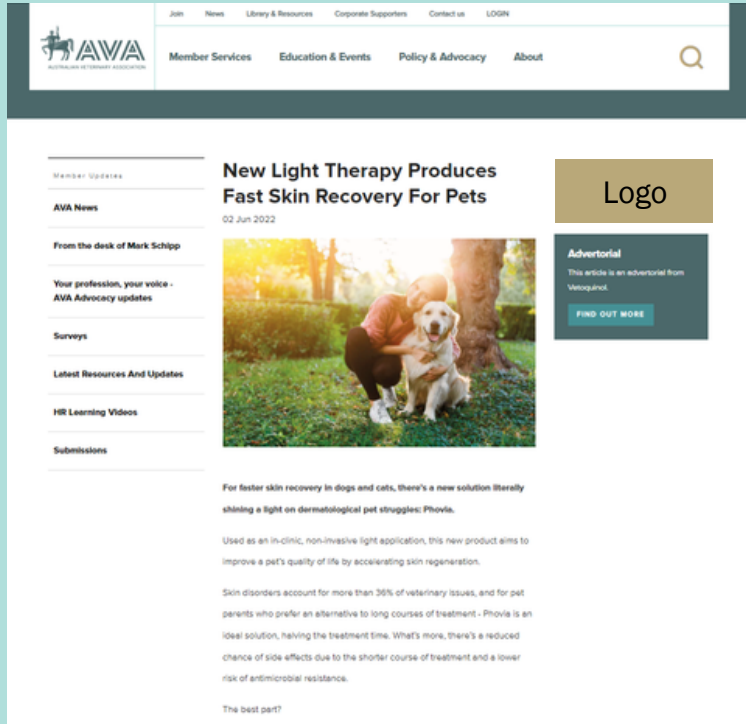 Join News Library & Resources Corporate Supporters Contact us LOGIN
AVA
AUSTRALIAN VETERINARY ASSOCIATION
Member Services Education & Events Policy & Advocacy About
Member Updates
AVA News
From the desk of Mark Schipp
Your profession, your voice -
AVA Advocacy updates
Surveys
Latest Resources And Updates
HR Learning Videos
Submissions
New Light Therapy Produces
Fast Skin Recovery For Pets
02 Jun 2022
For faster skin recovery in dogs and cats, there's a new solution literally
shining a light on dermatological pet struggles: Phovia.
Used as an in-clinic, non-invasive light application, this new product aims to
improve a pet's quality of life by accelerating skin regeneration.
Skin disorders account for more than 36% of veterinary issues, and for pet
parents who prefer an alternative to long courses of treatment - Phovia is an
ideal solution, halving the treatment time. What's more, there's a reduced
chance of side effects due to the shorter course of treatment and a lower
risk of antimicrobial resistance.
The best part?
Logo
Advertorial
This article is an advertorial from
Vetoquinol.
FIND OUT MORE